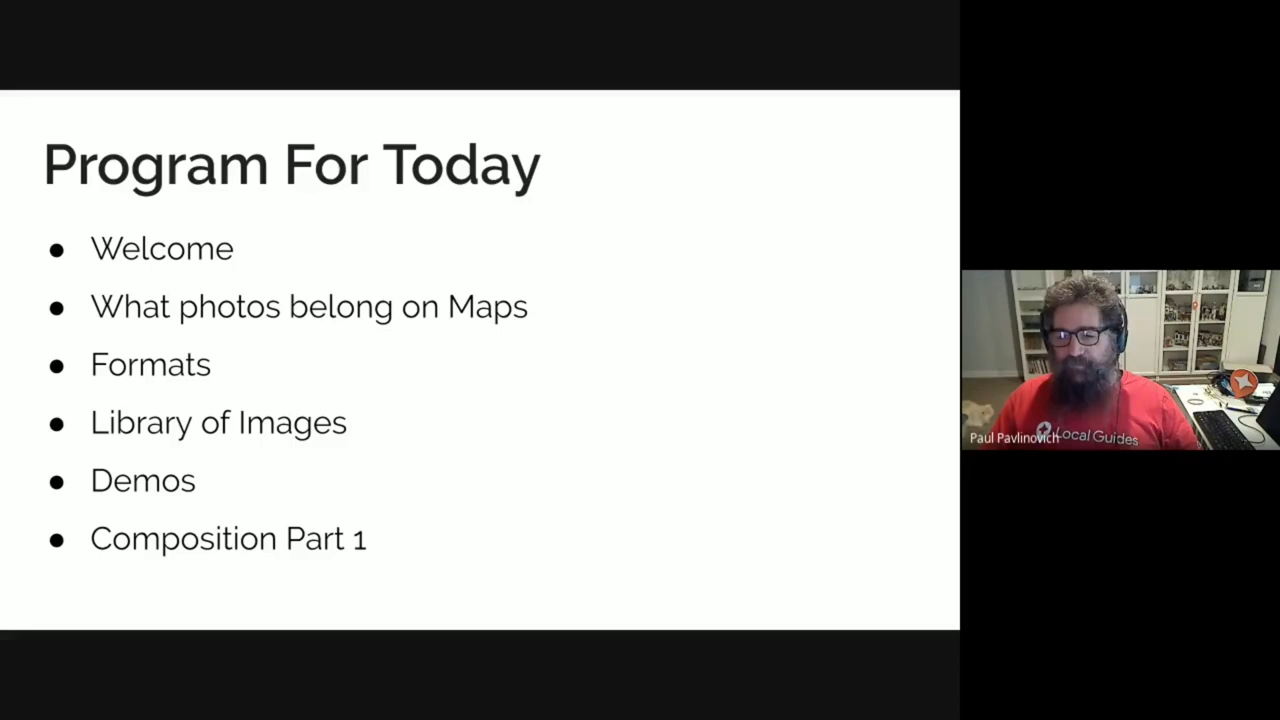 Program For Today
● Welcome
● What photos belong on Maps
● Formats
● Library of Images
● Demos
● Composition Part 1
Local Guides
Paul Pavlinovich